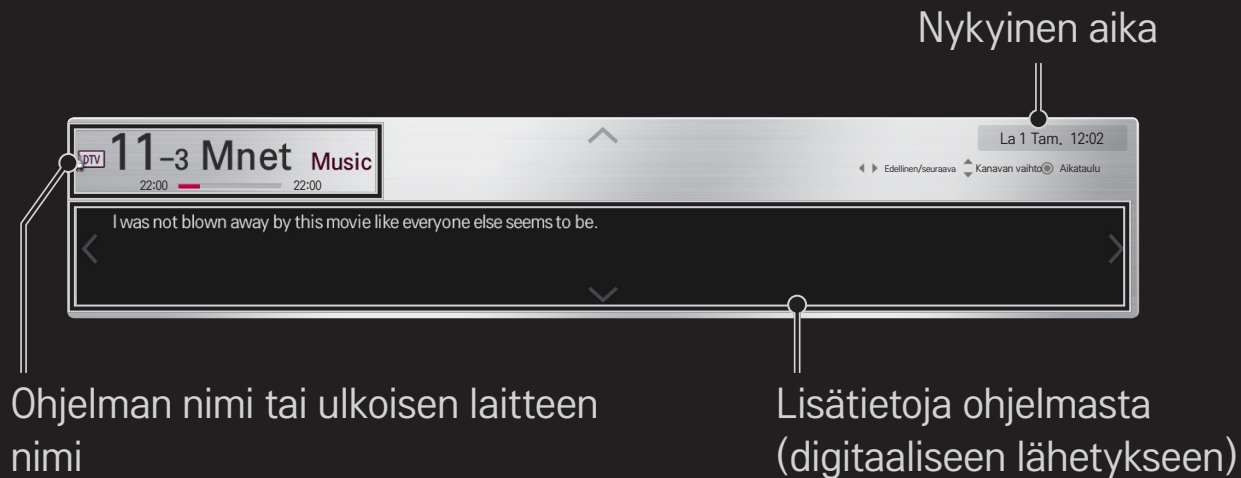 Nykyinen aika
La 1 Tam, 12:02
DTV 11-3 Mnet Music
Edellinen/seuraava Kanavan vaihto Aikataulu
22:00 22:00
I was not blown away by this movie like everyone else seems to be.
Ohjelman nimi tai ulkoisen laitteen
nimi
Lisätietoja ohjelmasta
(digitaaliseen lähetykseen)